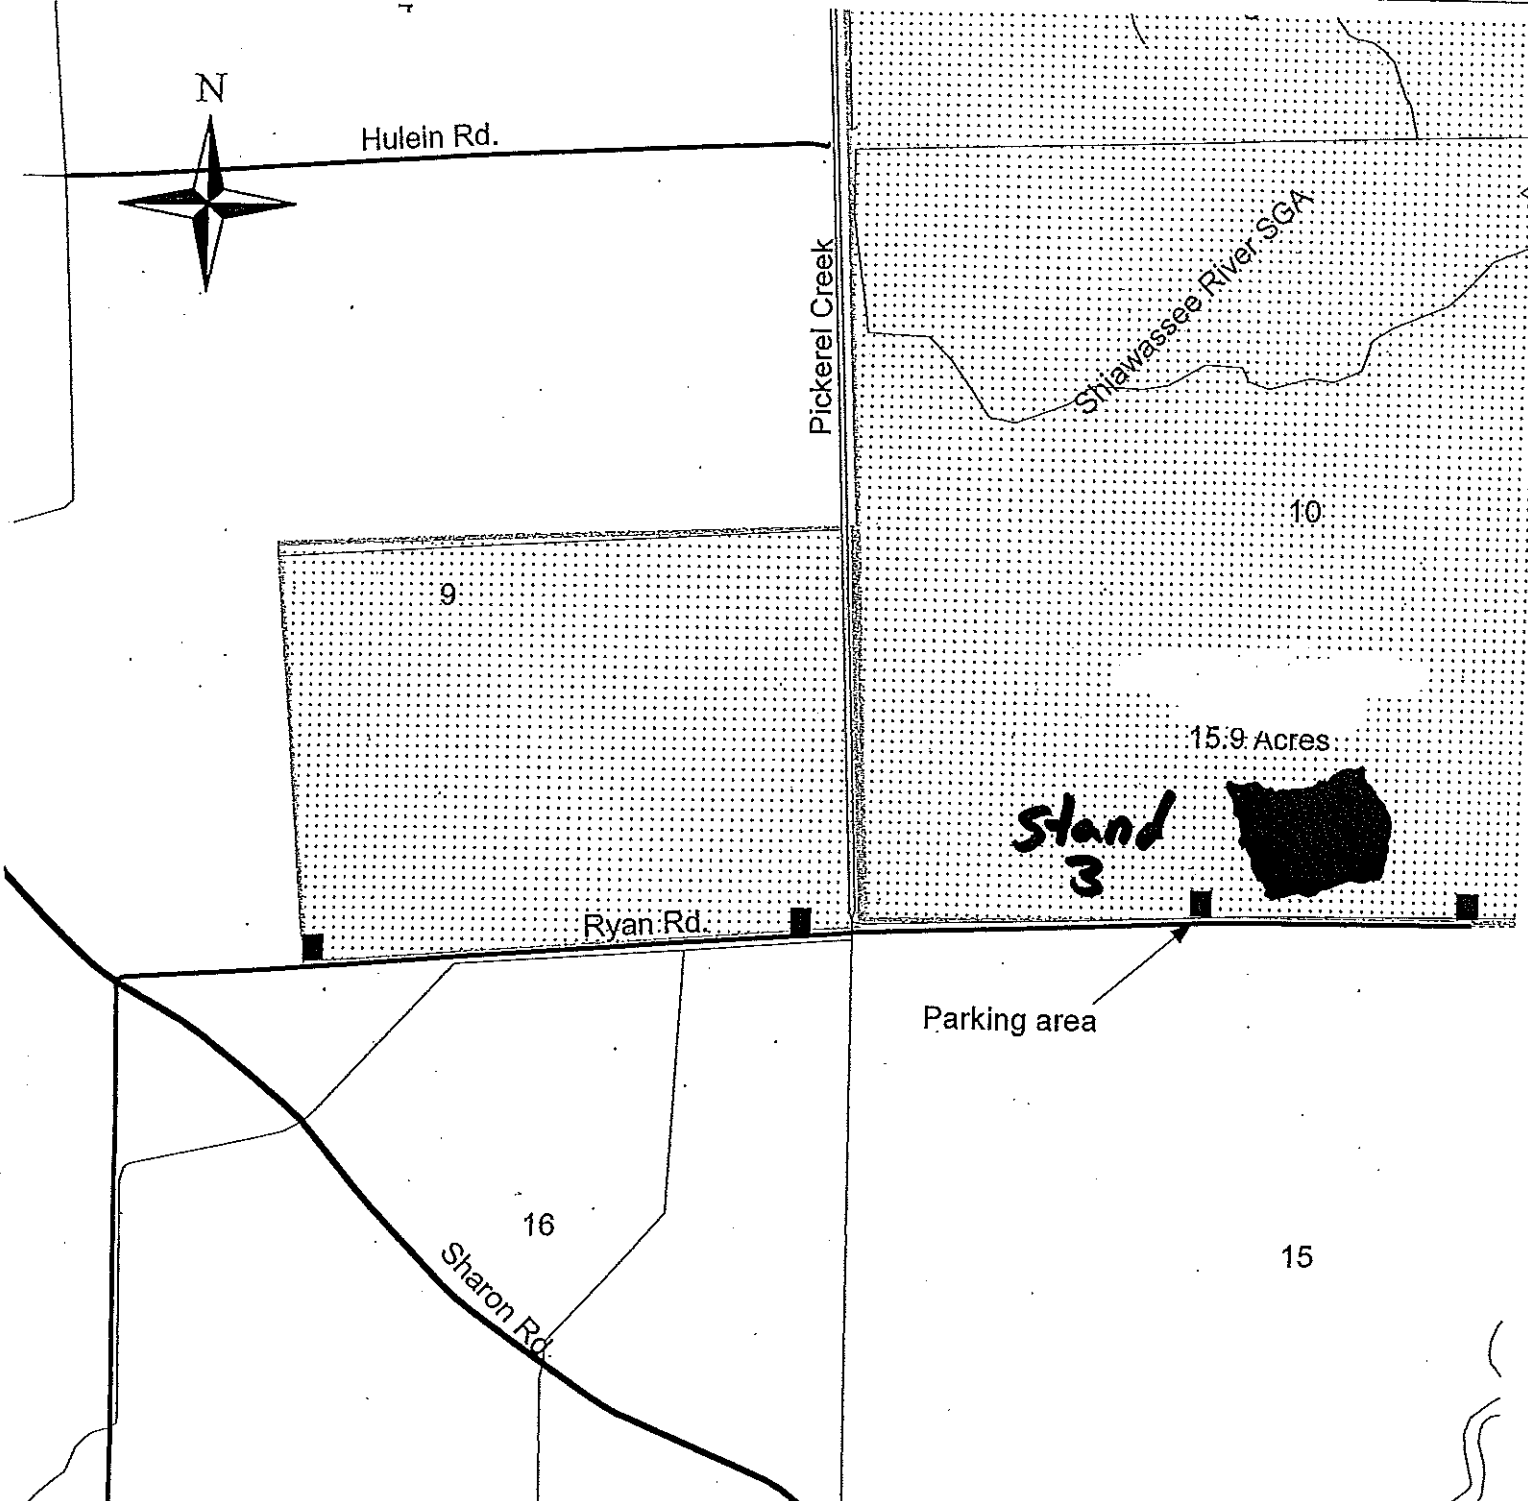 N
Hulein Rd.
Pickerel Creek
Shiawassee River SGA
10
9
15.9 Acres
Stand
3
Ryan Rd.
Parking area
16
15
Sharon Rd.